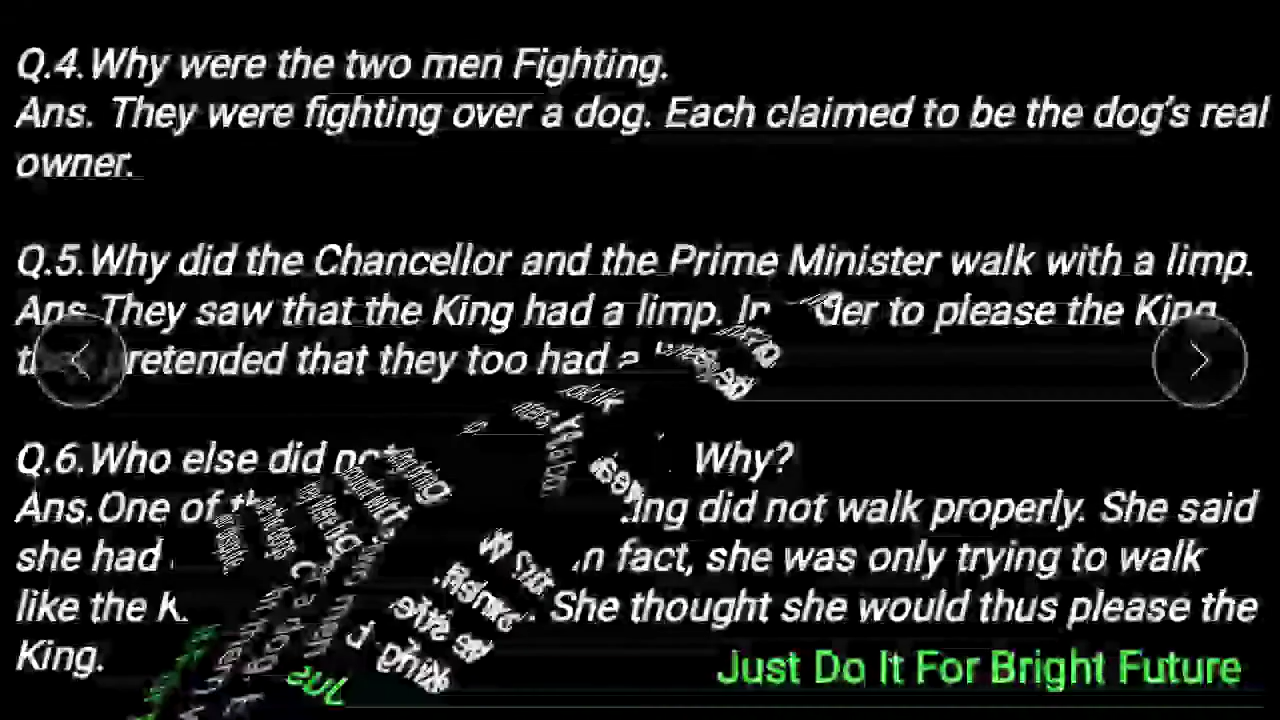 Q.4.Why were the two men Fighting.
Ans. They were fighting over a dog. Each claimed to be the dog's real
owner.
Q.5.Why did the Chancellor and the Prime Minister walk with a limp.
Ans.They saw that the King had a limp. to please the King
pretended that they too had a
Q.6.Who else did Why?
Ans.One of did not walk properly. She said
she had fact, she was only trying to walk
like the She thought she would thus please the
King.
Just Do It For Bright Future